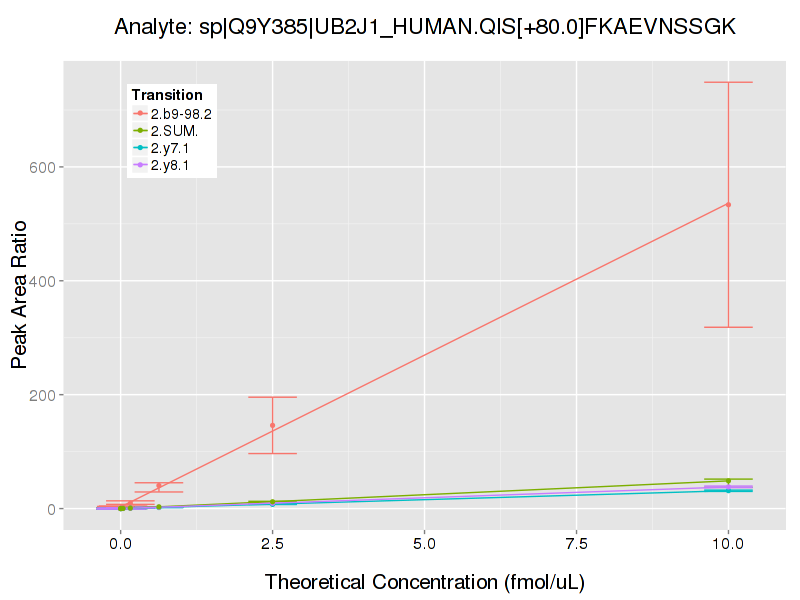 Analyte: sp|Q9Y385|UB2J1_HUMAN.QIS[+80.0]FKAEVNSSGK
Transition
2.b9-98.2
2.SUM.
2.y7.1
2.y8.1
Peak Area Ratio
600
400
200
0
0.0 2.5 5.0 7.5 10.0
Theoretical Concentration (fmol/uL)